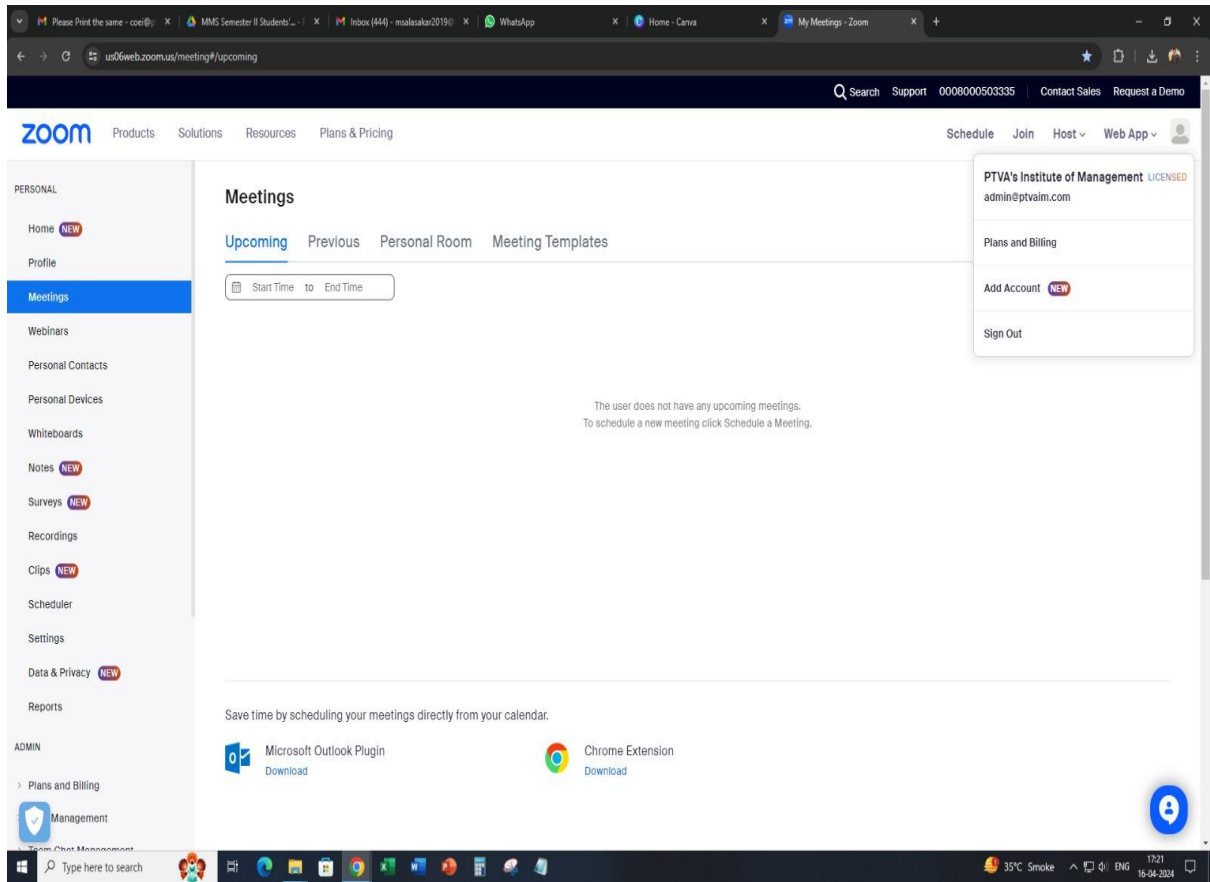 Please Print the same - coei@p
MMS Semester II Students'... - F
Inbox (444) - msalasakar2019@
WhatsApp
Home - Canva
My Meetings - Zoom
us06web.zoom.us/meeting#/upcoming
Search Support 0008000503335 Contact Sales Request a Demo
zoom Products Solutions Resources Plans & Pricing Schedule Join Host Web App
PERSONAL
Home NEW
Profile
Meetings
Webinars
Personal Contacts
Personal Devices
Whiteboards
Notes NEW
Surveys NEW
Recordings
Clips NEW
Scheduler
Settings
Data & Privacy NEW
Reports
ADMIN
Plans and Billing
Management
Team Chat Management
Meetings
Upcoming Previous Personal Room Meeting Templates
Start Time to End Time
The user does not have any upcoming meetings.
To schedule a new meeting click Schedule a Meeting.
PTVA's Institute of Management LICENSED
admin@ptvaim.com
Plans and Billing
Add Account NEW
Sign Out
Save time by scheduling your meetings directly from your calendar.
Microsoft Outlook Plugin
Download
Chrome Extension
Download
Type here to search
35°C Smoke ENG 17:21
16-04-2024